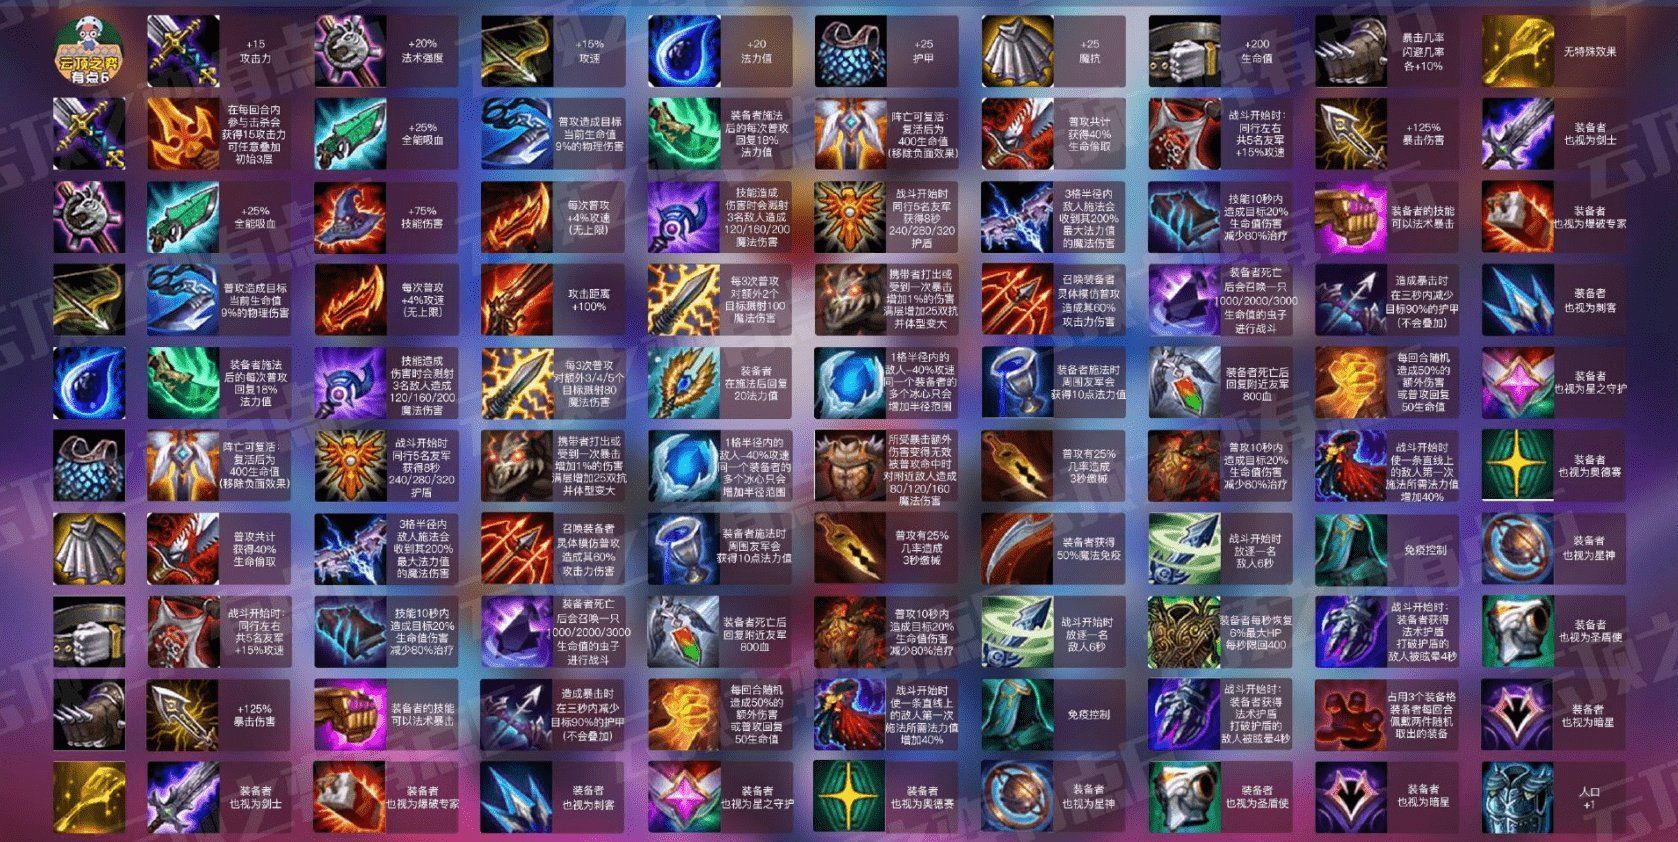 云顶之弈
有点6
+15
攻击力
+20%
法术强度
+15%
攻速
+20
法力值
+25
护甲
+25
魔抗
+200
生命值
暴击几率
闪避几率
各+10%
无特殊效果
在每回合内
参与击杀会
获得15攻击力
可任意叠加
初始3层
+25%
全能吸血
普攻造成目标
当前生命值
9%的物理伤害
装备者施法
后的每次普攻
回复18%
法力值
阵亡可复活：
复活后为
400生命值
(移除负面效果)
普攻共计
获得40%
生命偷取
战斗开始时：
同行左右
共5名友军
+15%攻速
+125%
暴击伤害
装备者
也视为剑士
+25%
全能吸血
+75%
技能伤害
每次普攻
+4%攻速
(无上限)
技能造成
伤害时会溅射
3名敌人造成
120/160/200
魔法伤害
战斗开始时
同行5名友军
获得8秒
240/280/320
护盾
3格半径内
敌人施法会
收到其200%
最大法力值
的魔法伤害
技能10秒内
造成目标20%
生命值伤害
减少80%治疗
装备者的技能
可以法术暴击
装备者
也视为爆破专家
普攻造成目标
当前生命值
9%的物理伤害
每次普攻
+4%攻速
(无上限)
攻击距离
+100%
每3次普攻
对额外2个
目标溅射100
魔法伤害
携带者打出或
受到一次暴击
增加1%的伤害
满层增加25双抗
并体型变大
召唤装备者
灵体模仿普攻
造成其60%
攻击力伤害
装备者死亡
后会召唤一只
1000/2000/3000
生命值的虫子
进行战斗
造成暴击时
在三秒内减少
目标90%的护甲
(不会叠加)
装备者
也视为刺客
装备者施法
后的每次普攻
回复18%
法力值
技能造成
伤害时会溅射
3名敌人造成
120/160/200
魔法伤害
每3次普攻
对额外3/4/5个
目标溅射80
魔法伤害
装备者
在施法后回复
20法力值
1格半径内的
敌人-40%攻速
同一个装备者的
多个冰心只会
增加半径范围
装备者施法时
周围友军会
获得10点法力值
装备者死亡后
回复附近友军
800血
每回合随机
造成50%的
额外伤害
或普攻回复
50生命值
装备者
也视为星之守护
阵亡可复活：
复活后为
400生命值
(移除负面效果)
战斗开始时
同行5名友军
获得8秒
240/280/320
护盾
携带者打出或
受到一次暴击
增加1%的伤害
满层增加25双抗
并体型变大
1格半径内的
敌人-40%攻速
同一个装备者的
多个冰心只会
增加半径范围
所受暴击额外
伤害变得无效
被普攻命中时
对附近敌人造成
80/120/160
魔法伤害
普攻有25%
几率造成
3秒缴械
普攻10秒内
造成目标20%
生命值伤害
减少80%治疗
战斗开始时
使一条直线上
的敌人第一次
施法所需法力值
增加40%
装备者
也视为奥德赛
普攻共计
获得40%
生命偷取
3格半径内
敌人施法会
收到其200%
最大法力值
的魔法伤害
召唤装备者
灵体模仿普攻
造成其60%
攻击力伤害
装备者施法时
周围友军会
获得10点法力值
普攻有25%
几率造成
3秒缴械
装备者获得
50%魔法免疫
战斗开始时
放逐一名
敌人6秒
免疫控制
装备者
也视为星神
战斗开始时：
同行左右
共5名友军
+15%攻速
技能10秒内
造成目标20%
生命值伤害
减少80%治疗
装备者死亡
后会召唤一只
1000/2000/3000
生命值的虫子
进行战斗
装备者死亡后
回复附近友军
800血
普攻10秒内
造成目标20%
生命值伤害
减少80%治疗
战斗开始时
放逐一名
敌人6秒
装备者每秒恢复
6%最大HP
每秒限回400
战斗开始时：
装备者获得
法术护盾
打破护盾的
敌人被眩晕4秒
装备者
也视为圣盾使
+125%
暴击伤害
装备者的技能
可以法术暴击
造成暴击时
在三秒内减少
目标90%的护甲
(不会叠加)
每回合随机
造成50%的
额外伤害
或普攻回复
50生命值
战斗开始时
使一条直线上
的敌人第一次
施法所需法力值
增加40%
免疫控制
战斗开始时：
装备者获得
法术护盾
打破护盾的
敌人被眩晕4秒
占用3个装备格
装备者每回合
佩戴两件随机
取出的装备
装备者
也视为暗星
装备者
也视为剑士
装备者
也视为爆破专家
装备者
也视为刺客
装备者
也视为星之守护
装备者
也视为奥德赛
装备者
也视为星神
装备者
也视为圣盾使
装备者
也视为暗星
人口
+1